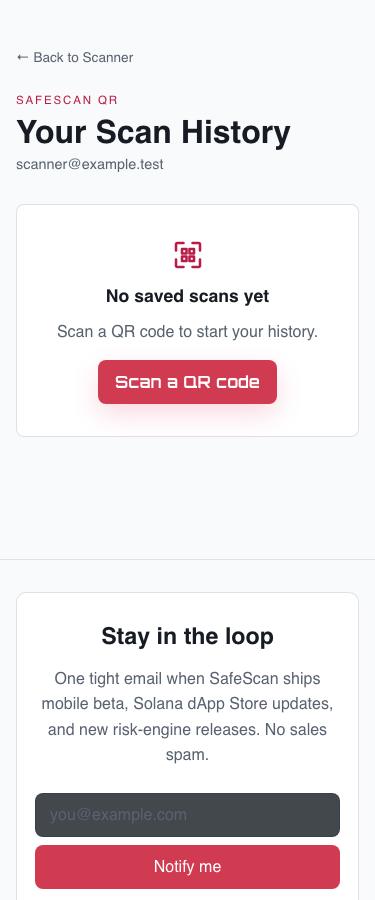 ← Back to Scanner
SAFESCAN QR
Your Scan History
scanner@example.test
No saved scans yet
Scan a QR code to start your history.
Scan a QR code
Stay in the loop
One tight email when SafeScan ships
mobile beta, Solana dApp Store updates,
and new risk-engine releases. No sales
spam.
you@example.com
Notify me